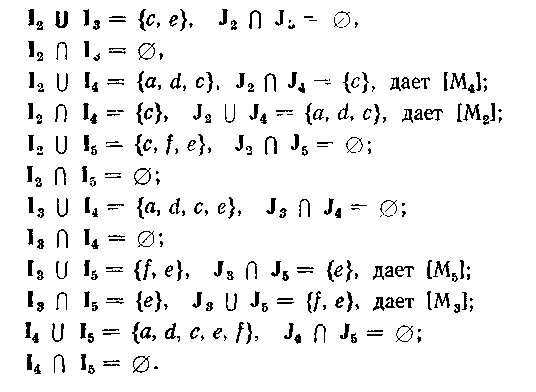 I₂ ∪ I₃ = {c, e}, J₂ ∩ J₃ = ∅,
I₂ ∩ I₃ = ∅,
I₂ ∪ I₄ = {a, d, c}, J₂ ∩ J₄ = {c}, дает [M₄];
I₂ ∩ I₄ = {c}, J₂ ∪ J₄ = {a, d, c}, дает [M₂];
I₂ ∪ I₅ = {c, f, e}, J₂ ∩ J₅ = ∅;
I₂ ∩ I₅ = ∅;
I₃ ∪ I₄ = {a, d, c, e}, J₃ ∩ J₄ = ∅;
I₃ ∩ I₄ = ∅;
I₃ ∪ I₅ = {f, e}, J₃ ∩ J₅ = {e}, дает [M₅];
I₃ ∩ I₅ = {e}, J₃ ∪ J₅ = {f, e}, дает [M₃];
I₄ ∪ I₅ = {a, d, c, e, f}, J₄ ∩ J₅ = ∅;
I₄ ∩ I₅ = ∅.